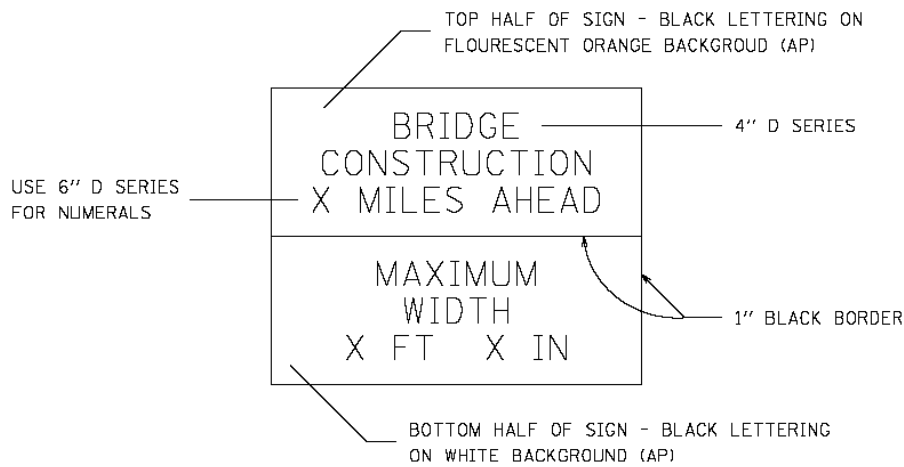 TOP HALF OF SIGN - BLACK LETTERING ON
FLOURESCENT ORANGE BACKGROUD (AP)
BRIDGE
CONSTRUCTION
X MILES AHEAD
4" D SERIES
USE 6" D SERIES
FOR NUMERALS
MAXIMUM
WIDTH
X FT X IN
1" BLACK BORDER
BOTTOM HALF OF SIGN - BLACK LETTERING
ON WHITE BACKGROUND (AP)